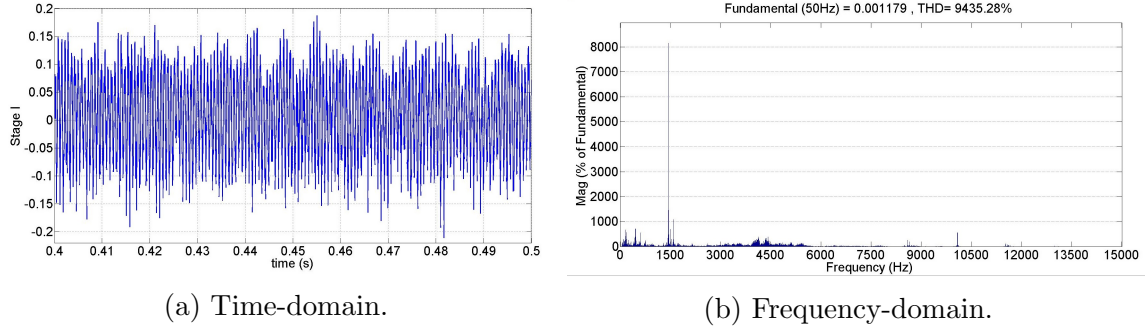 0.2
0.15
0.1
0.05
0
-0.05
-0.1
-0.15
-0.2
Stage I
0.4 0.41 0.42 0.43 0.44 0.45 0.46 0.47 0.48 0.49 0.5
time (s)
(a) Time-domain.
Fundamental (50Hz) = 0.001179 , THD= 9435.28%
8000
7000
6000
5000
4000
3000
2000
1000
0
Mag (% of Fundamental)
0 1500 3000 4500 6000 7500 9000 10500 12000 13500 15000
Frequency (Hz)
(b) Frequency-domain.